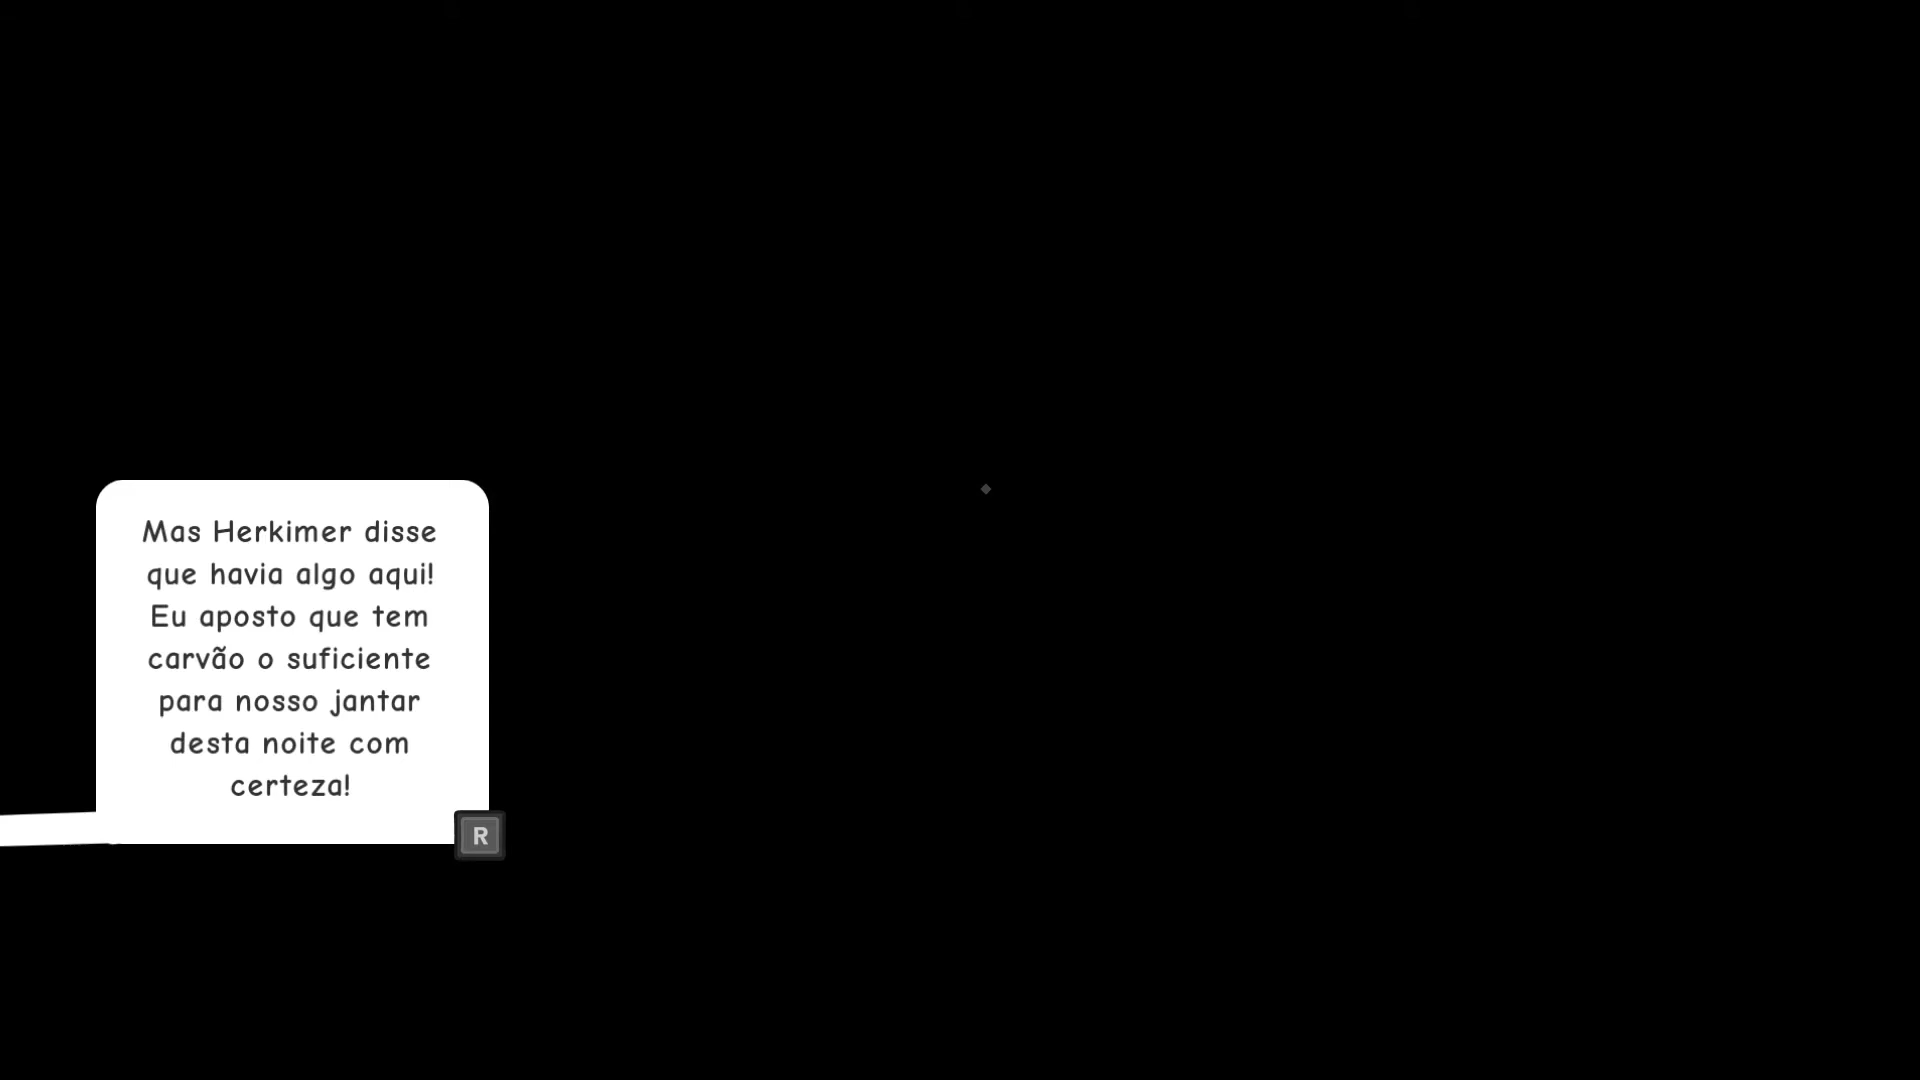 Mas Herkimer disse
que havia algo aqui!
Eu aposto que tem
carvão o suficiente
para nosso jantar
desta noite com
certeza!
R